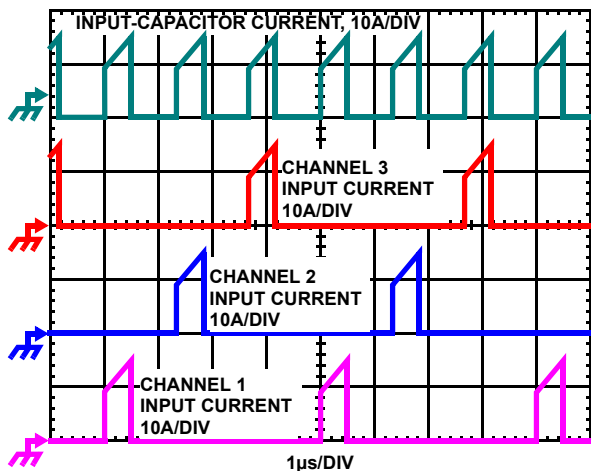 INPUT-CAPACITOR CURRENT, 10A/DIV
CHANNEL 3
INPUT CURRENT
10A/DIV
CHANNEL 2
INPUT CURRENT
10A/DIV
CHANNEL 1
INPUT CURRENT
10A/DIV
1µs/DIV